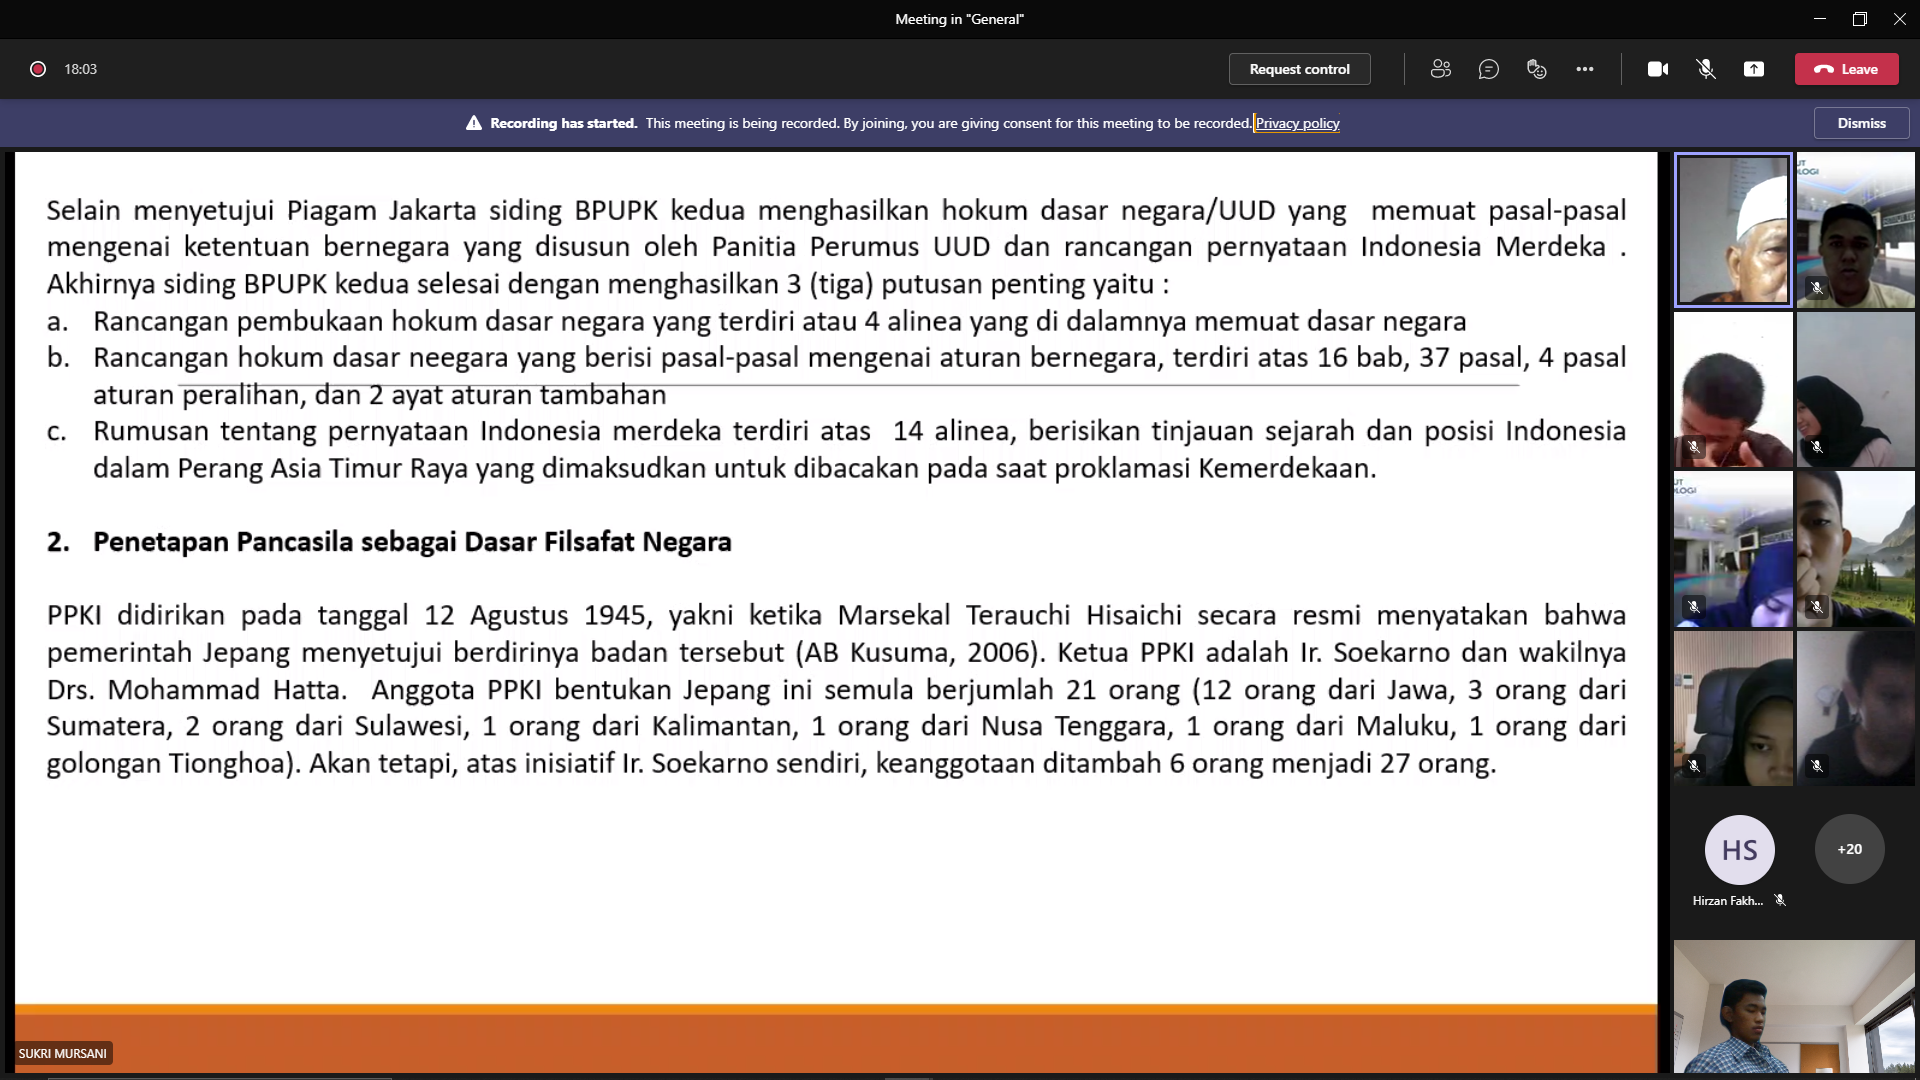 Meeting in "General"
18:03
Request control
Leave
Recording has started. This meeting is being recorded. By joining, you are giving consent for this meeting to be recorded. Privacy policy
Dismiss
Selain menyetujui Piagam Jakarta siding BPUPK kedua menghasilkan hokum dasar negara/UUD yang memuat pasal-pasal
mengenai ketentuan bernegara yang disusun oleh Panitia Perumus UUD dan rancangan pernyataan Indonesia Merdeka .
Akhirnya siding BPUPK kedua selesai dengan menghasilkan 3 (tiga) putusan penting yaitu :
a. Rancangan pembukaan hokum dasar negara yang terdiri atau 4 alinea yang di dalamnya memuat dasar negara
b. Rancangan hokum dasar neegara yang berisi pasal-pasal mengenai aturan bernegara, terdiri atas 16 bab, 37 pasal, 4 pasal
aturan peralihan, dan 2 ayat aturan tambahan
c. Rumusan tentang pernyataan Indonesia merdeka terdiri atas 14 alinea, berisikan tinjauan sejarah dan posisi Indonesia
dalam Perang Asia Timur Raya yang dimaksudkan untuk dibacakan pada saat proklamasi Kemerdekaan.
2. Penetapan Pancasila sebagai Dasar Filsafat Negara
PPKI didirikan pada tanggal 12 Agustus 1945, yakni ketika Marsekal Terauchi Hisaichi secara resmi menyatakan bahwa
pemerintah Jepang menyetujui berdirinya badan tersebut (AB Kusuma, 2006). Ketua PPKI adalah Ir. Soekarno dan wakilnya
Drs. Mohammad Hatta. Anggota PPKI bentukan Jepang ini semula berjumlah 21 orang (12 orang dari Jawa, 3 orang dari
Sumatera, 2 orang dari Sulawesi, 1 orang dari Kalimantan, 1 orang dari Nusa Tenggara, 1 orang dari Maluku, 1 orang dari
golongan Tionghoa). Akan tetapi, atas inisiatif Ir. Soekarno sendiri, keanggotaan ditambah 6 orang menjadi 27 orang.
SUKRI MURSANI
UT
LOGI
UT
LOGI
HS
+20
Hirzan Fakh...